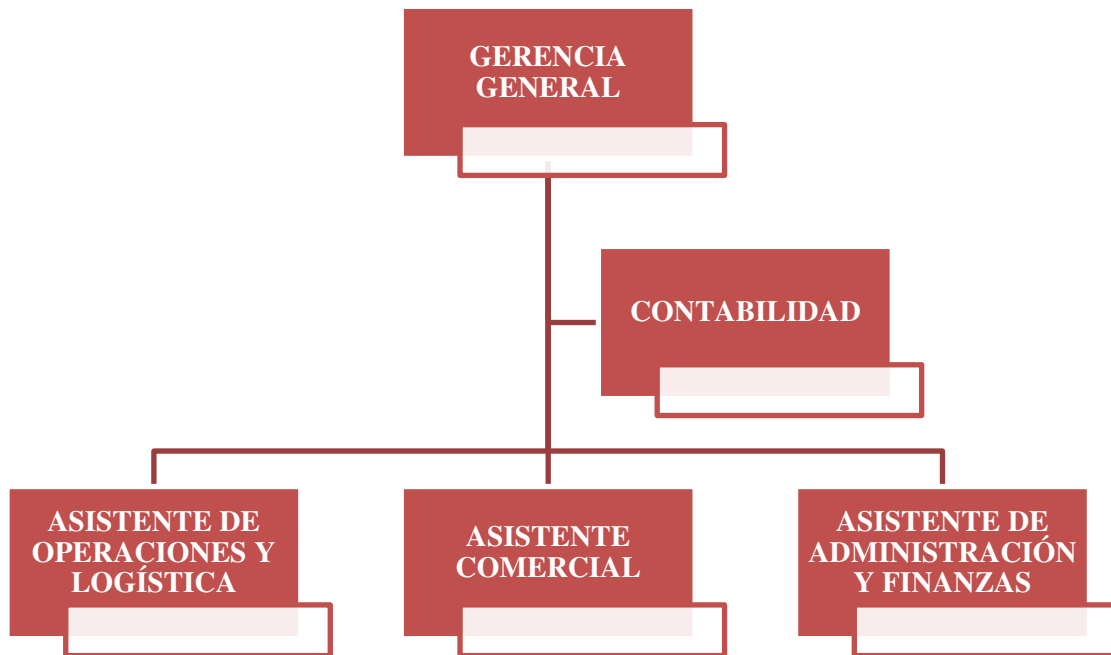 GERENCIA
GENERAL
CONTABILIDAD
ASISTENTE DE
OPERACIONES Y
LOGÍSTICA
ASISTENTE
COMERCIAL
ASISTENTE DE
ADMINISTRACIÓN
Y FINANZAS